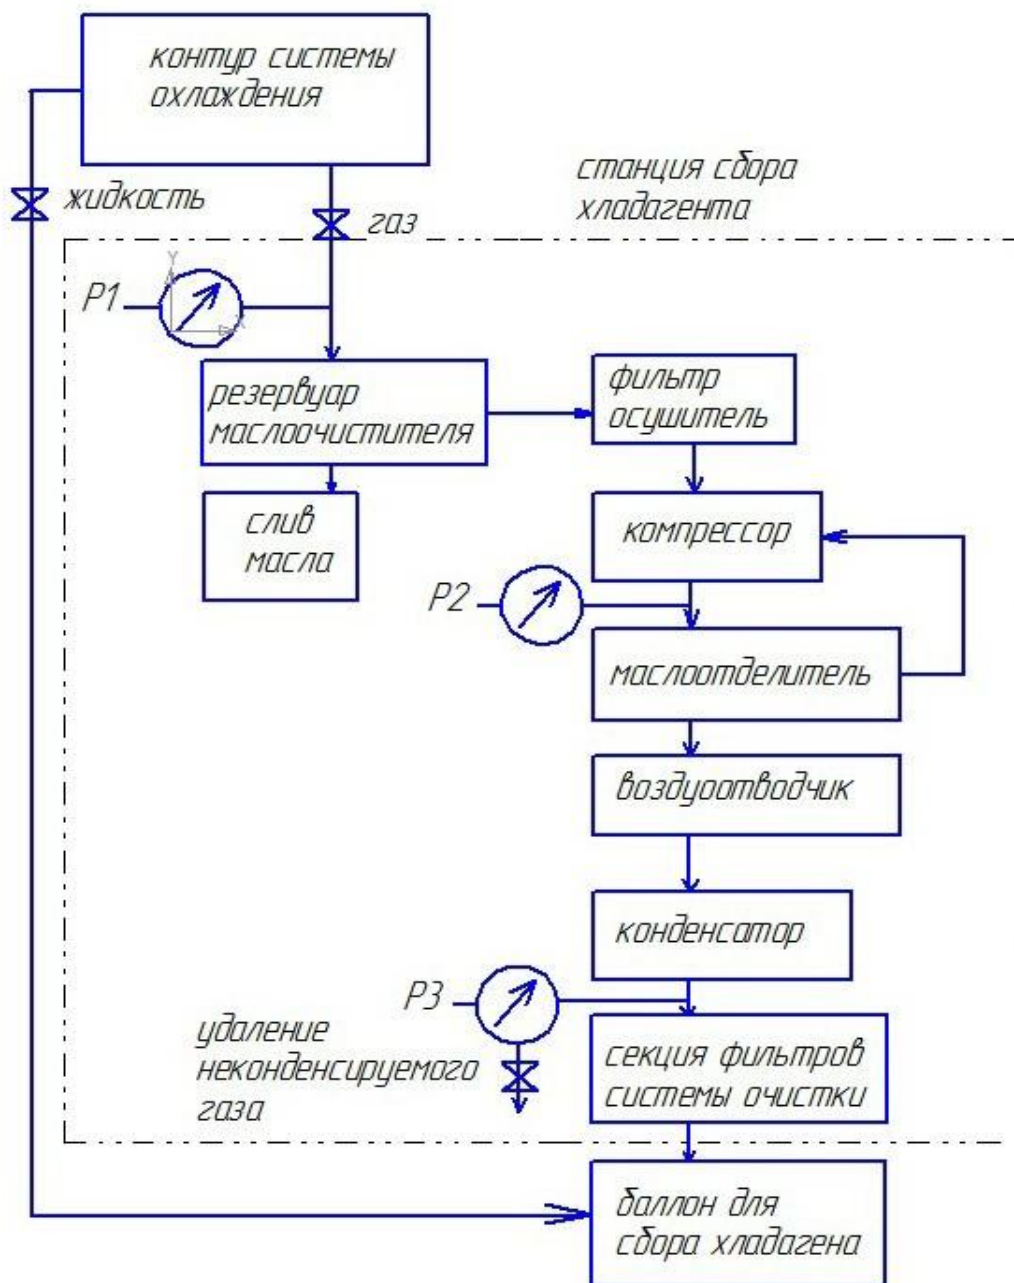 контур системы
охлаждения
станция сбора
хладагента
жидкость
газ
Y
X
P1
резервуар
маслоочистителя
фильтр
осушитель
слив
масла
компрессор
P2
маслоотделитель
воздуоотводчик
конденсатор
P3
удаление
неконденсируемого
газа
секция фильтров
системы очистки
баллон для
сбора хладагена